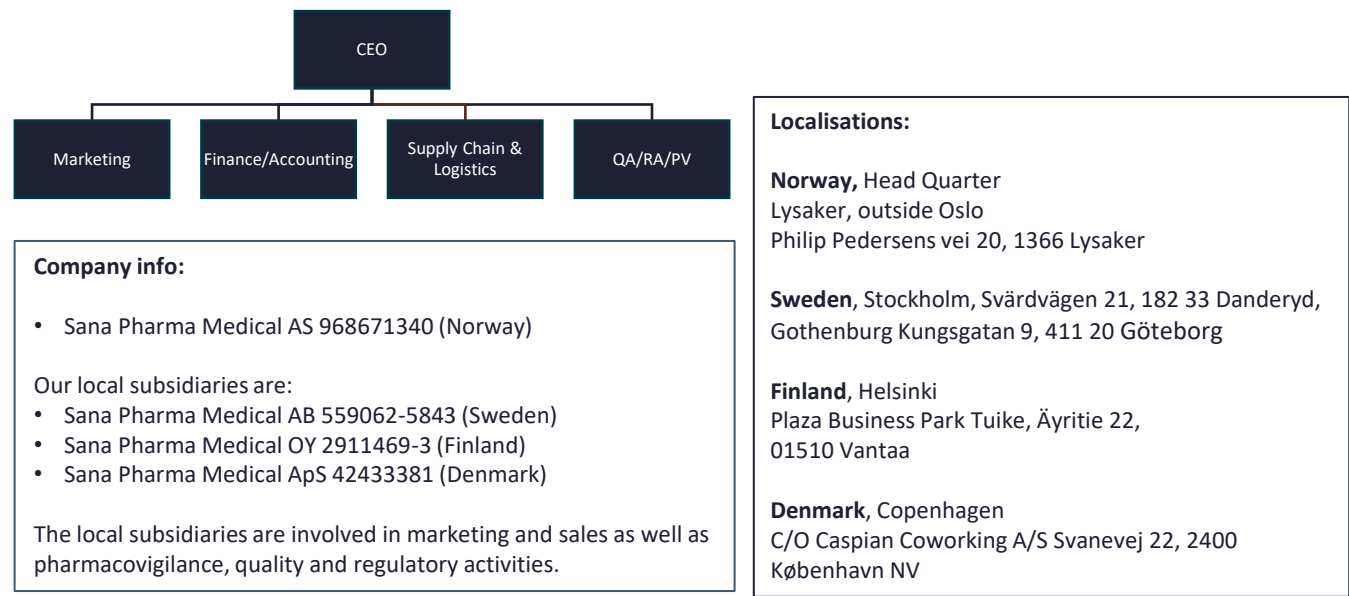 CEO
Marketing
Finance/Accounting
Supply Chain &
Logistics
QA/RA/PV
Company info:
• Sana Pharma Medical AS 968671340 (Norway)
Our local subsidiaries are:
• Sana Pharma Medical AB 559062-5843 (Sweden)
• Sana Pharma Medical OY 2911469-3 (Finland)
• Sana Pharma Medical ApS 42433381 (Denmark)
The local subsidiaries are involved in marketing and sales as well as
pharmacovigilance, quality and regulatory activities.
Localisations:
Norway, Head Quarter
Lysaker, outside Oslo
Philip Pedersens vei 20, 1366 Lysaker
Sweden, Stockholm, Svärdvägen 21, 182 33 Danderyd,
Gothenburg Kungsgatan 9, 411 20 Göteborg
Finland, Helsinki
Plaza Business Park Tuike, Äyritie 22,
01510 Vantaa
Denmark, Copenhagen
C/O Caspian Coworking A/S Svanevej 22, 2400
København NV